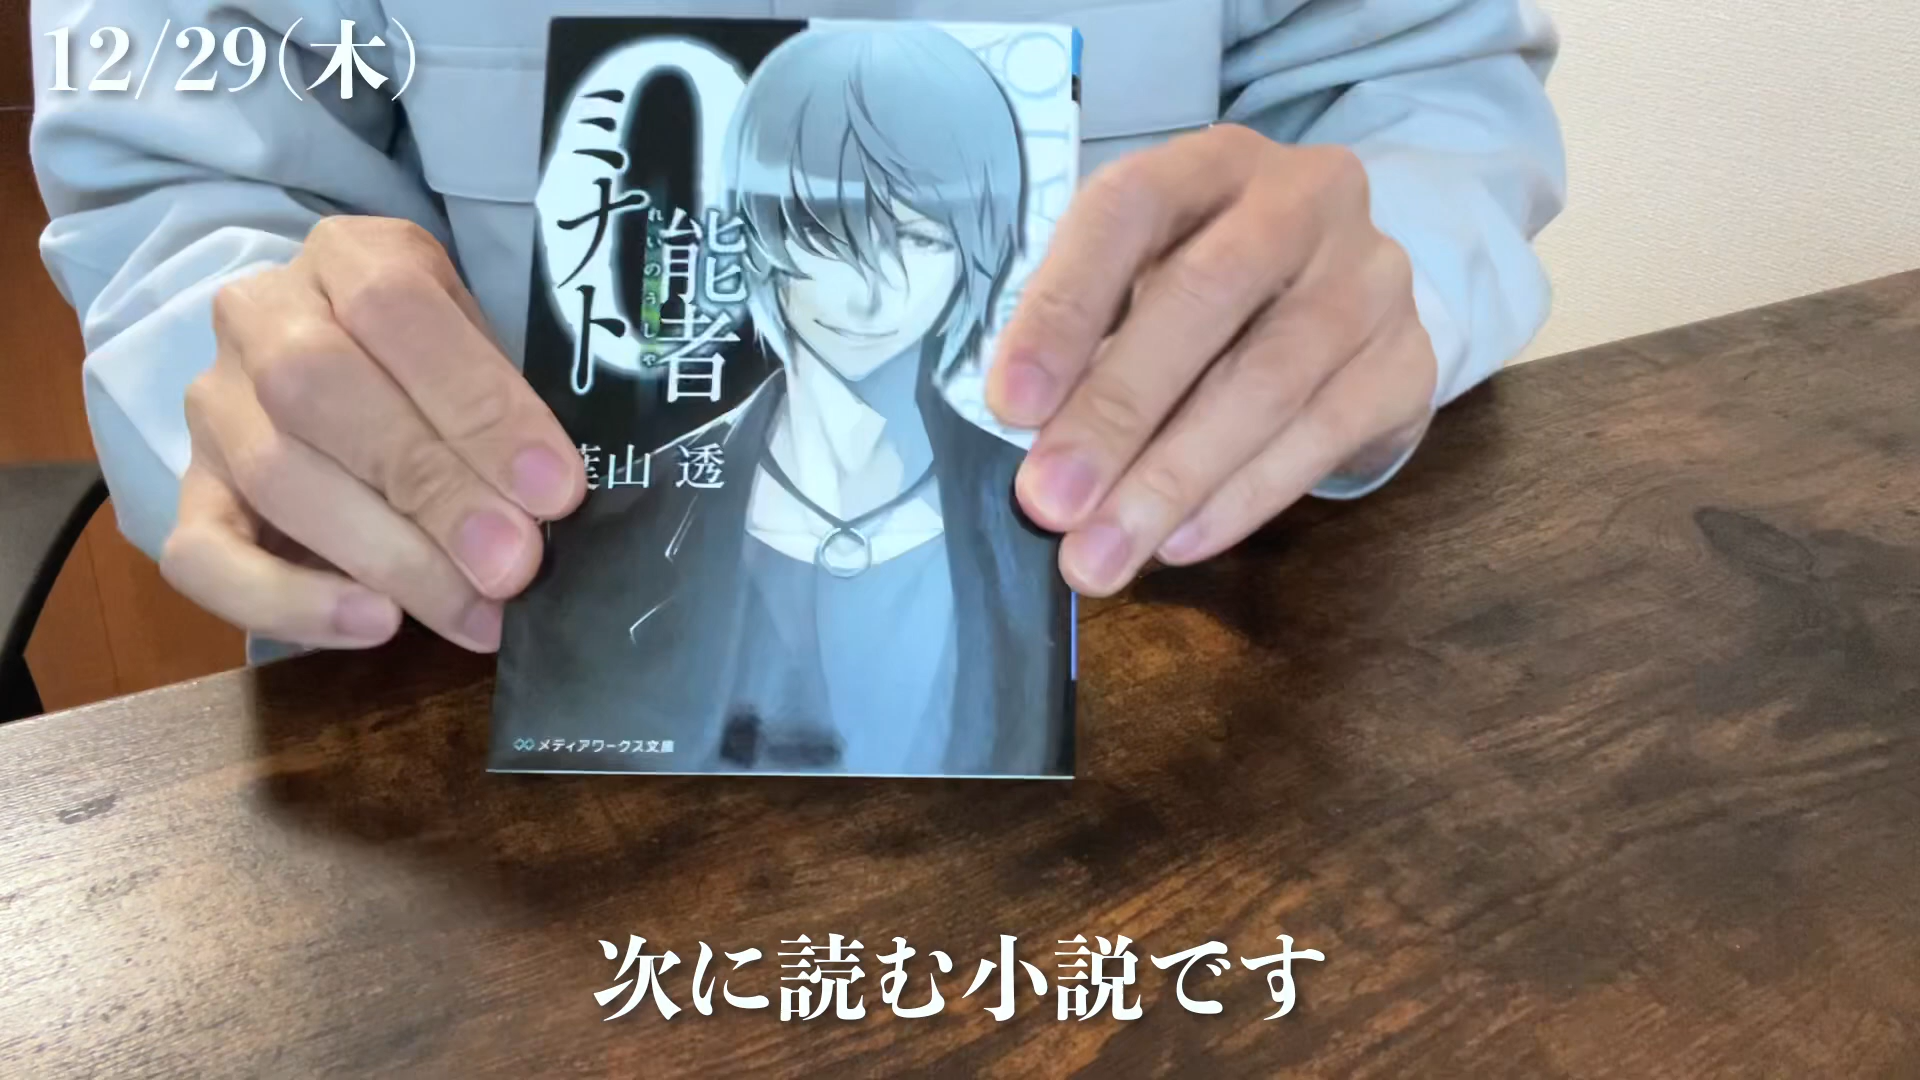 12/29(木)
0能者
れいのうしゃ
ミナト
葉山 透
メディアワークス文庫
次に読む小説です